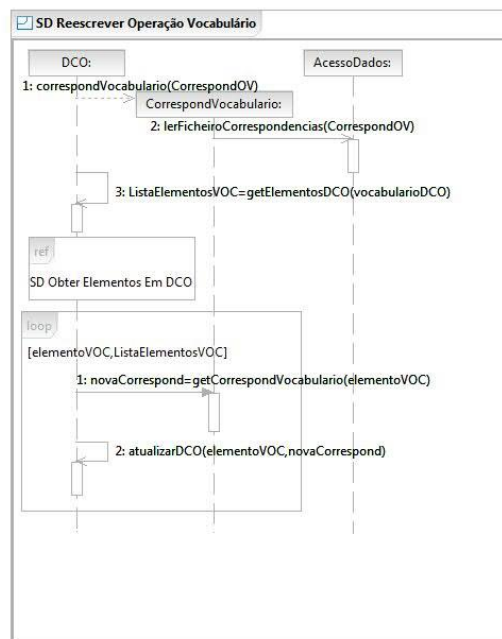 SD Reescrever Operação Vocabulário
DCO:
AcessoDados:
1: correspondVocabulario(CorrespondOV)
CorrespondVocabulario:
2: lerFicheiroCorrespondencias(CorrespondOV)
3: ListaElementosVOC=getElementosDCO(vocabularioDCO)
ref
SD Obter Elementos Em DCO
loop
[elementoVOC,ListaElementosVOC]
1: novaCorrespond=getCorrespondVocabulario(elementoVOC)
2: atualizarDCO(elementoVOC,novaCorrespond)